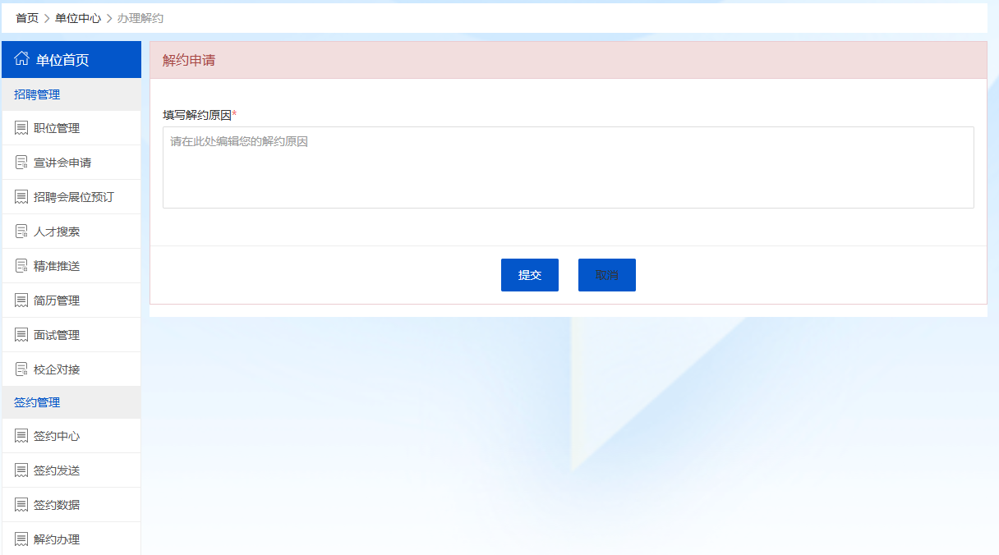 首页 > 单位中心 > 办理解约
单位首页
招聘管理
职位管理
宣讲会申请
招聘会展位预订
人才搜索
精准推送
简历管理
面试管理
校企对接
签约管理
签约中心
签约发送
签约数据
解约办理
解约申请
填写解约原因*
请在此处编辑您的解约原因
提交
取消